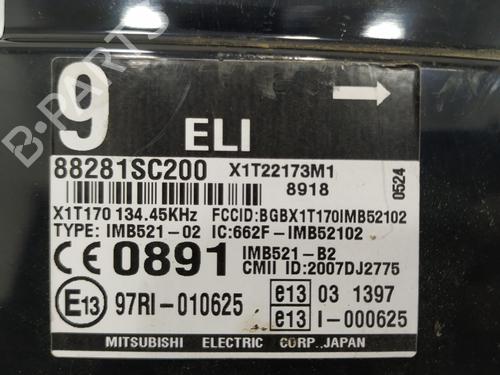 9
ELI
88281SC200 X1T22173M1
8918
0524
X1T170 134.45KHz FCCID:BGBX1T170IMB52102
TYPE: IMB521-02 IC:662F-IMB52102
CE 0891 IMB521-B2
CMII ID:2007DJ2775
E13 97RI-010625 e13 03 1397
e13 I-000625
MITSUBISHI ELECTRIC CORP. JAPAN
B-PARTS